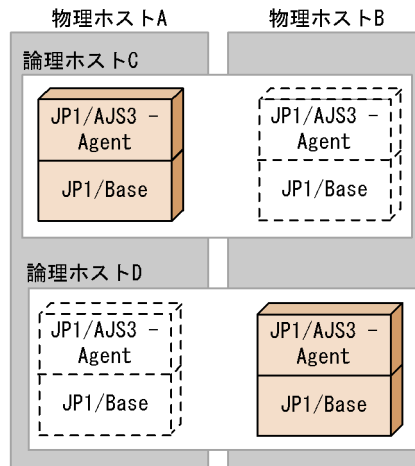 物理ホストA
物理ホストB
論理ホストC
JP1/AJS3 -
Agent
JP1/Base
JP1/AJS3 -
Agent
JP1/Base
論理ホストD
JP1/AJS3 -
Agent
JP1/Base
JP1/AJS3 -
Agent
JP1/Base